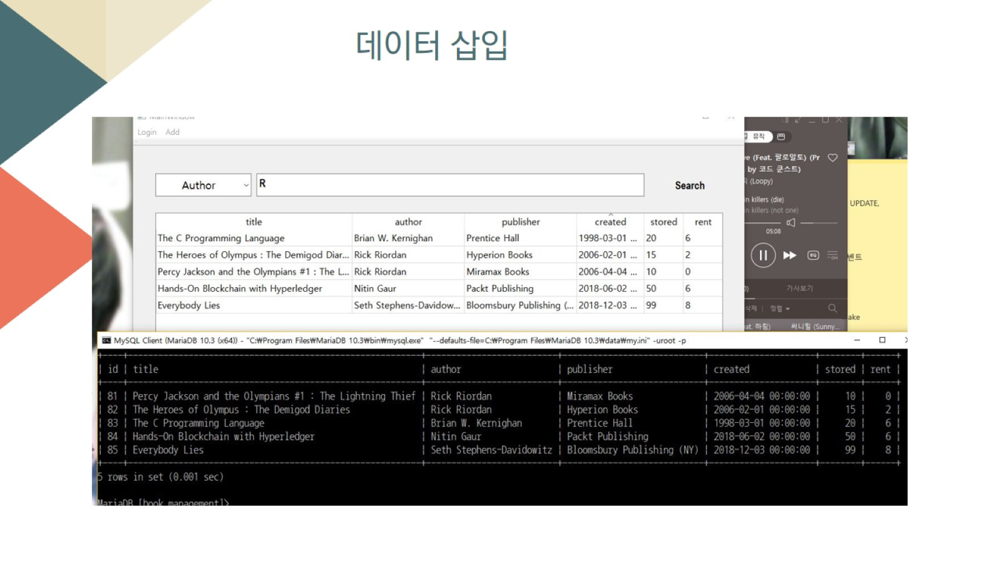 데이터 삽입
MainWindow
Login Add
Author R Search
title author publisher created stored rent
The C Programming Language Brian W. Kernighan Prentice Hall 1998-03-01 ... 20 6
The Heroes of Olympus : The Demigod Diar... Rick Riordan Hyperion Books 2006-02-01 ... 15 2
Percy Jackson and the Olympians #1 : The L... Rick Riordan Miramax Books 2006-04-04 ... 10 0
Hands-On Blockchain with Hyperledger Nitin Gaur Packt Publishing 2018-06-02 ... 50 6
Everybody Lies Seth Stephens-Davidow... Bloomsbury Publishing (... 2018-12-03 ... 99 8
뮤직
(Feat. 팔로알토) (Pr
by 코드 쿤스트)
(Loopy)
killers (die)
killers (not one)
05:08
EQ ON
가사보기
삭제 | 정렬
하림) 써니힐 (Sunny...
UPDATE,
MySQL Client (MariaDB 10.3 (x64)) - "C:₩Program Files₩MariaDB 10.3₩bin₩mysql.exe" "--defaults-file=C:₩Program Files₩MariaDB 10.3₩data₩my.ini" -uroot -p
| id | title | author | publisher | created | stored | rent |
| 81 | Percy Jackson and the Olympians #1 : The Lightning Thief | Rick Riordan | Miramax Books | 2006-04-04 00:00:00 | 10 | 0 |
| 82 | The Heroes of Olympus : The Demigod Diaries | Rick Riordan | Hyperion Books | 2006-02-01 00:00:00 | 15 | 2 |
| 83 | The C Programming Language | Brian W. Kernighan | Prentice Hall | 1998-03-01 00:00:00 | 20 | 6 |
| 84 | Hands-On Blockchain with Hyperledger | Nitin Gaur | Packt Publishing | 2018-06-02 00:00:00 | 50 | 6 |
| 85 | Everybody Lies | Seth Stephens-Davidowitz | Bloomsbury Publishing (NY) | 2018-12-03 00:00:00 | 99 | 8 |
5 rows in set (0.001 sec)
MariaDB [book_management]>